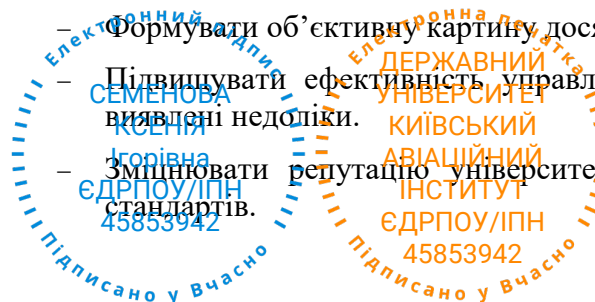 – Формувати об’єктивну картину дося
– Підвищувати ефективність управл
виявлені недоліки.
– Зміцнювати репутацію університе
стандартів.
Електронний підпис
СЕМЕНОВА
КСЕНІЯ
Ігорівна
ЄДРПОУ/ІПН
45853942
Підписано у Вчасно
Електронна печатка
ДЕРЖАВНИЙ
УНІВЕРСИТЕТ
КИЇВСЬКИЙ
АВІАЦІЙНИЙ
ІНСТИТУТ
ЄДРПОУ/ІПН
45853942
Підписано у Вчасно